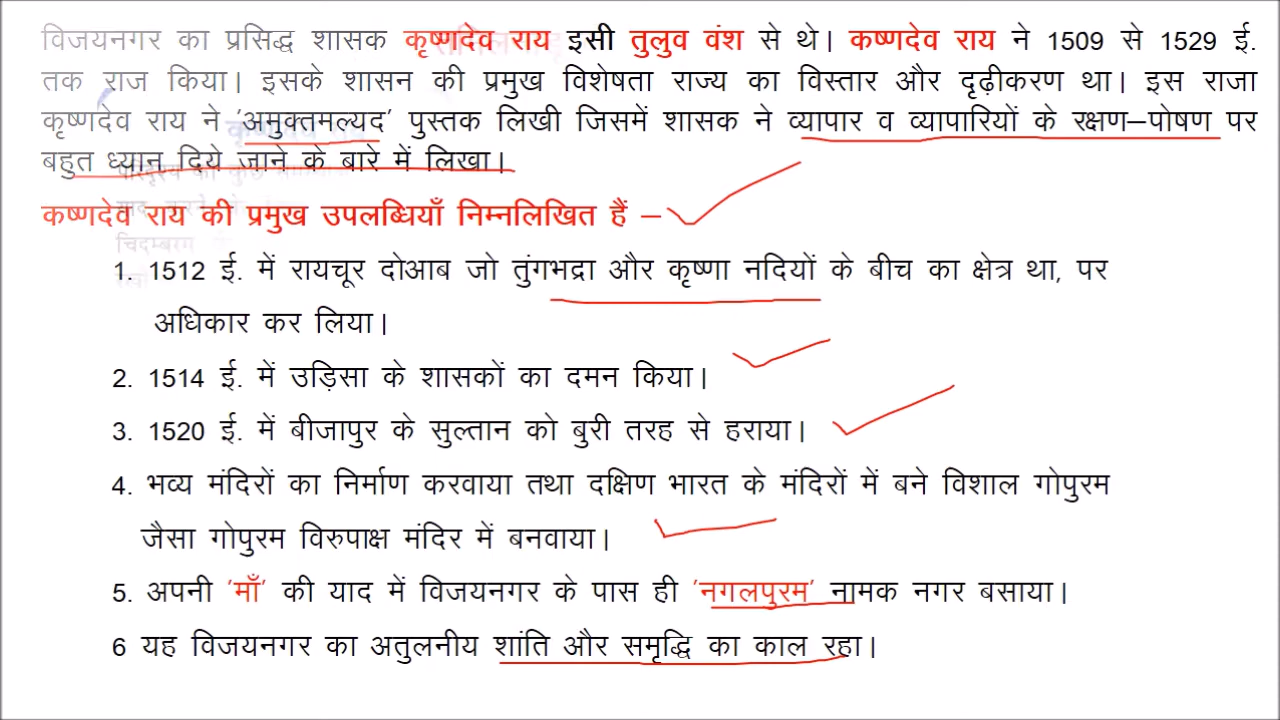 विजयनगर का प्रसिद्ध शासक कृष्णदेव राय इसी तुलुव वंश से थे। कष्णदेव राय ने 1509 से 1529 ई.
तक राज किया। इसके शासन की प्रमुख विशेषता राज्य का विस्तार और दृढ़ीकरण था। इस राजा
कृष्णदेव राय ने 'अमुक्तमल्यद' पुस्तक लिखी जिसमें शासक ने व्यापार व व्यापारियों के रक्षण–पोषण पर
बहुत ध्यान दिये जाने के बारे में लिखा।
कष्णदेव राय की प्रमुख उपलब्धियाँ निम्नलिखित हैं –
1. 1512 ई. में रायचूर दोआब जो तुंगभद्रा और कृष्णा नदियों के बीच का क्षेत्र था, पर
अधिकार कर लिया।
2. 1514 ई. में उड़िसा के शासकों का दमन किया।
3. 1520 ई. में बीजापुर के सुल्तान को बुरी तरह से हराया।
4. भव्य मंदिरों का निर्माण करवाया तथा दक्षिण भारत के मंदिरों में बने विशाल गोपुरम
जैसा गोपुरम विरुपाक्ष मंदिर में बनवाया।
5. अपनी 'माँ' की याद में विजयनगर के पास ही 'नगलपुरम' नामक नगर बसाया।
6 यह विजयनगर का अतुलनीय शांति और समृद्धि का काल रहा।